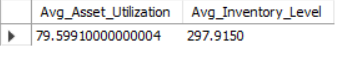 Avg_Asset_Utilization Avg_Inventory_Level
79.59910000000004 297.9150